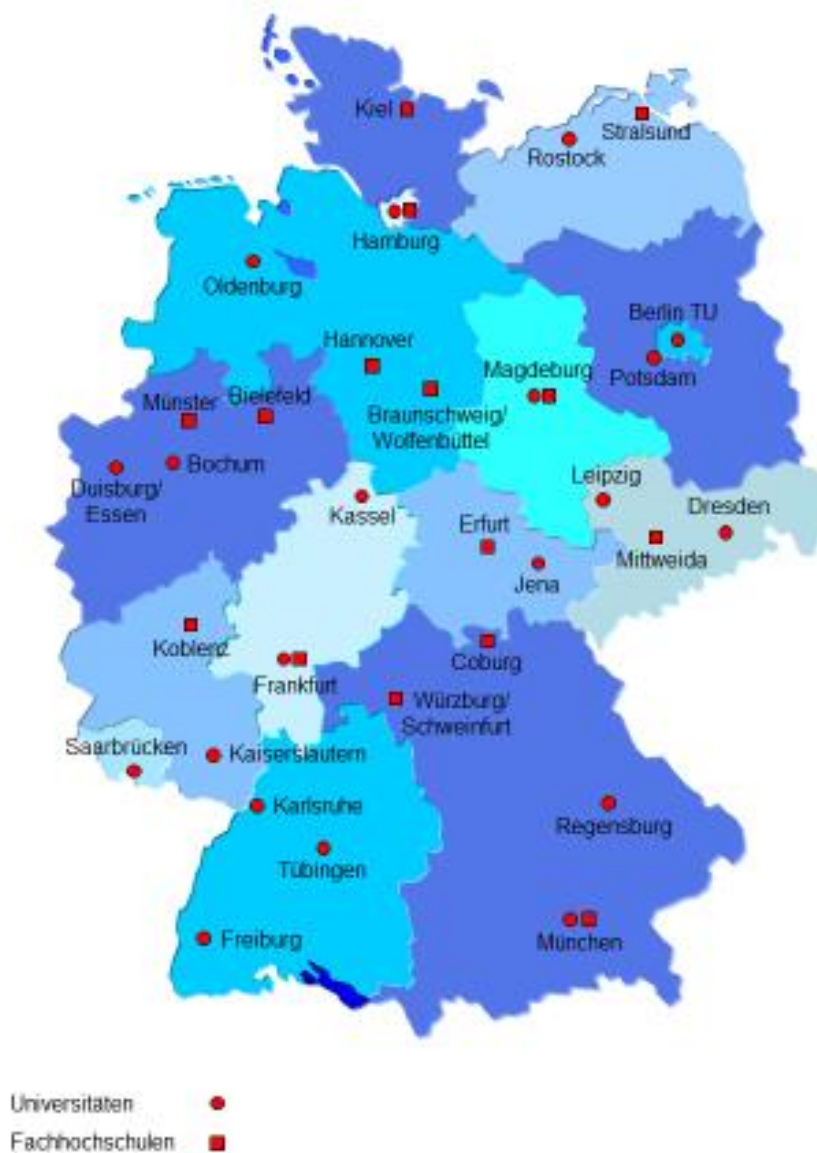 Kiel
Stralsund
Rostock
Hamburg
Oldenburg
Berlin TU
Hannover
Magdeburg
Potsdam
Münster
Bielefeld
Braunschweig/
Wolfenbüttel
Bochum
Leipzig
Duisburg/
Essen
Kassel
Dresden
Erfurt
Mittweida
Jena
Koblenz
Coburg
Frankfurt
Würzburg/
Schweinfurt
Saarbrücken
Kaiserslautern
Karlsruhe
Regensburg
Tübingen
Freiburg
München
Universitäten
Fachhochschulen